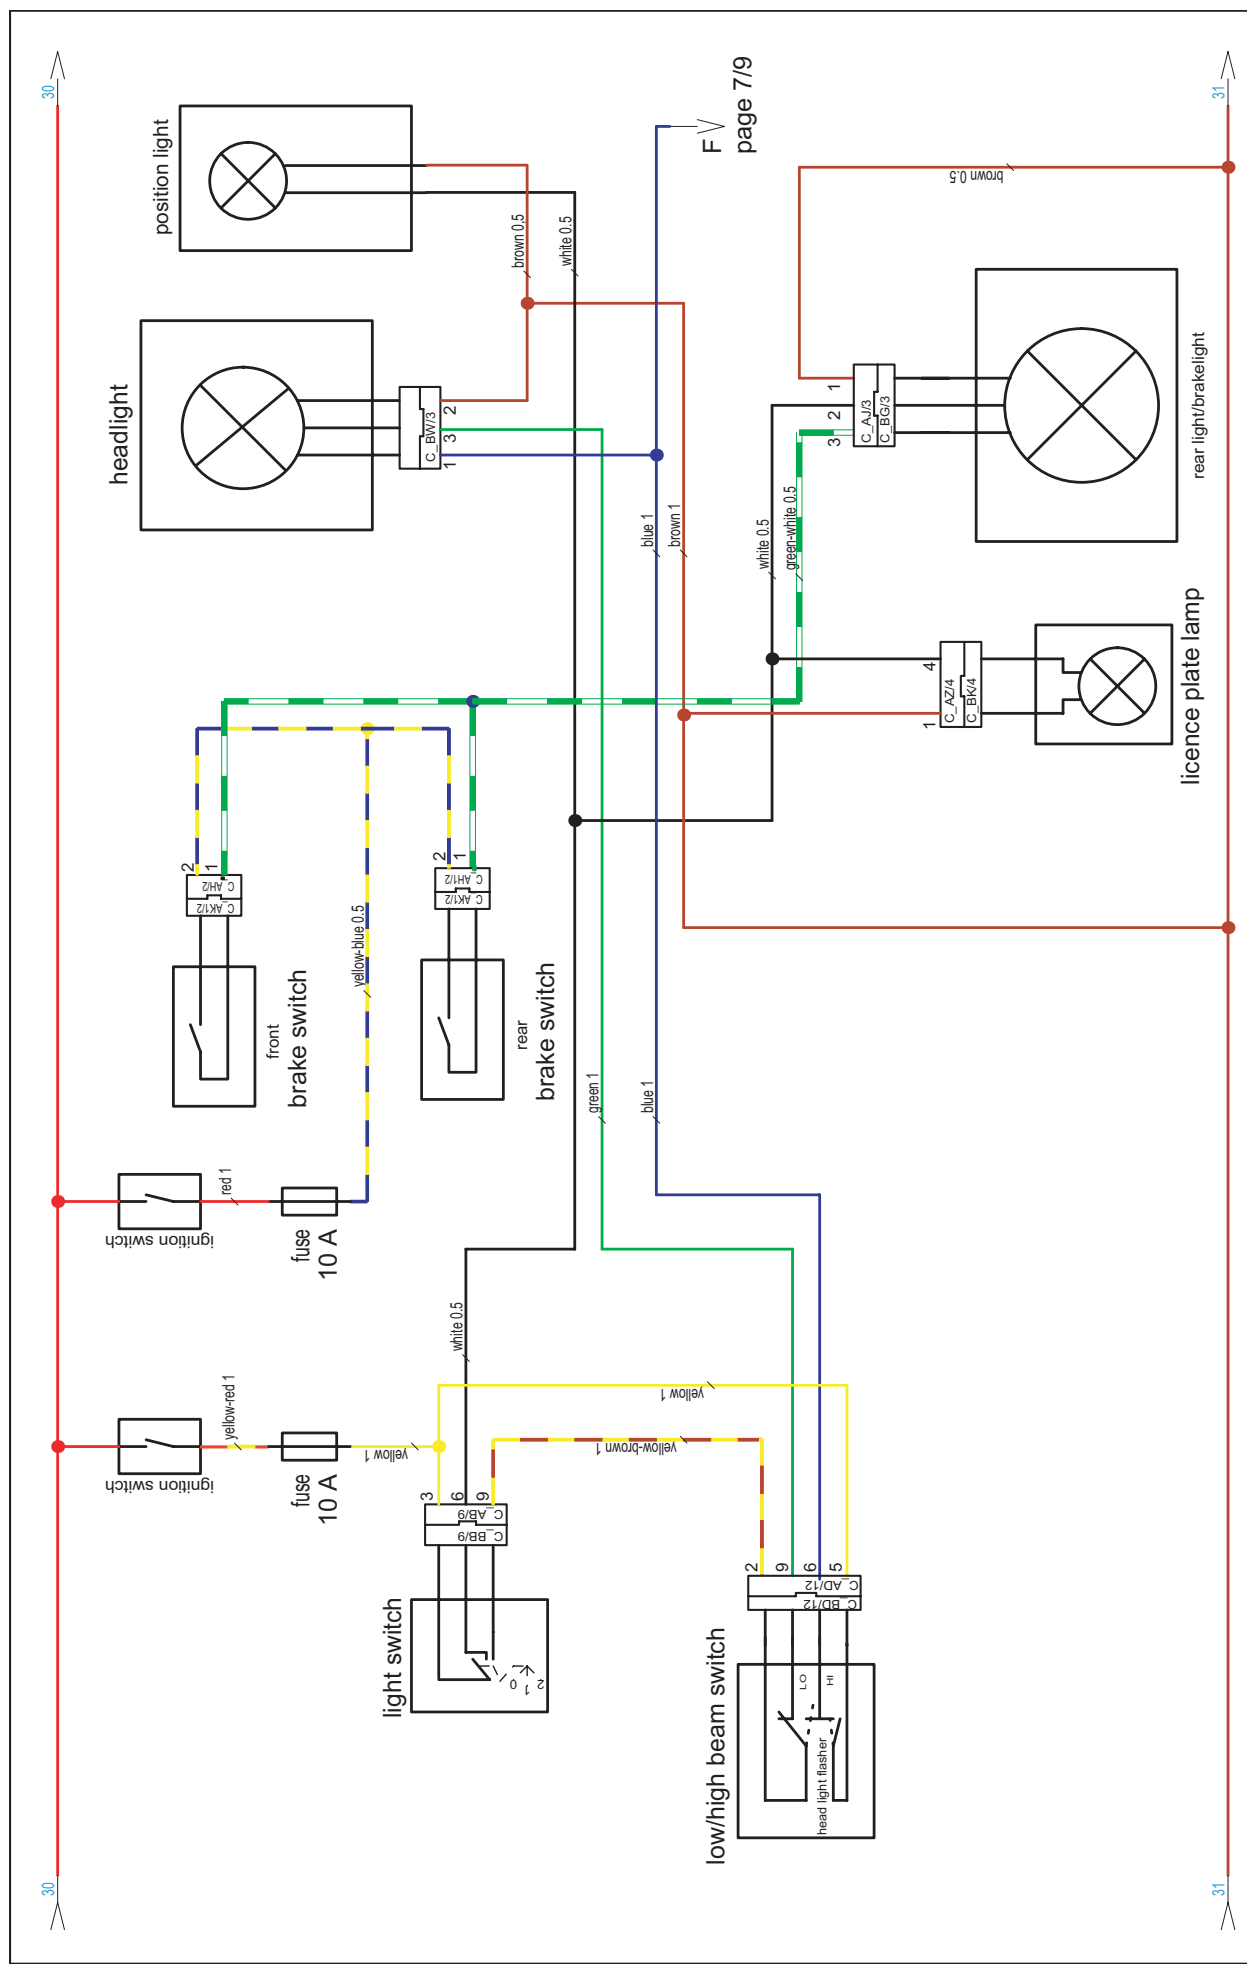 30
30
position light
headlight
brown 0,5
white 0.5
F
page 7/9
31
brown 0.5
C_BW/3
2
3
1
blue 1
brown 1
1
2
3
C_AJ/3
C_BG/3
rear light/brakelight
white 0.5
green-white 0.5
4
1
C_AZ/4
C_BK/4
licence plate lamp
2
1
C_AH/2
C_AK1/2
front
brake switch
yellow-blue 0.5
2
1
C_AH1/2
C_AK1/2
rear
brake switch
green 1
blue 1
ignition switch
red 1
fuse
10 A
white 0.5
ignition switch
yellow-red 1
fuse
10 A
yellow 1
yellow 1
yellow-brown 1
3
6
9
C_AB/9
C_BB/9
light switch
0
1
2
2
9
6
5
C_AD/12
C_BD/12
low/high beam switch
LO
HI
head light flasher
31